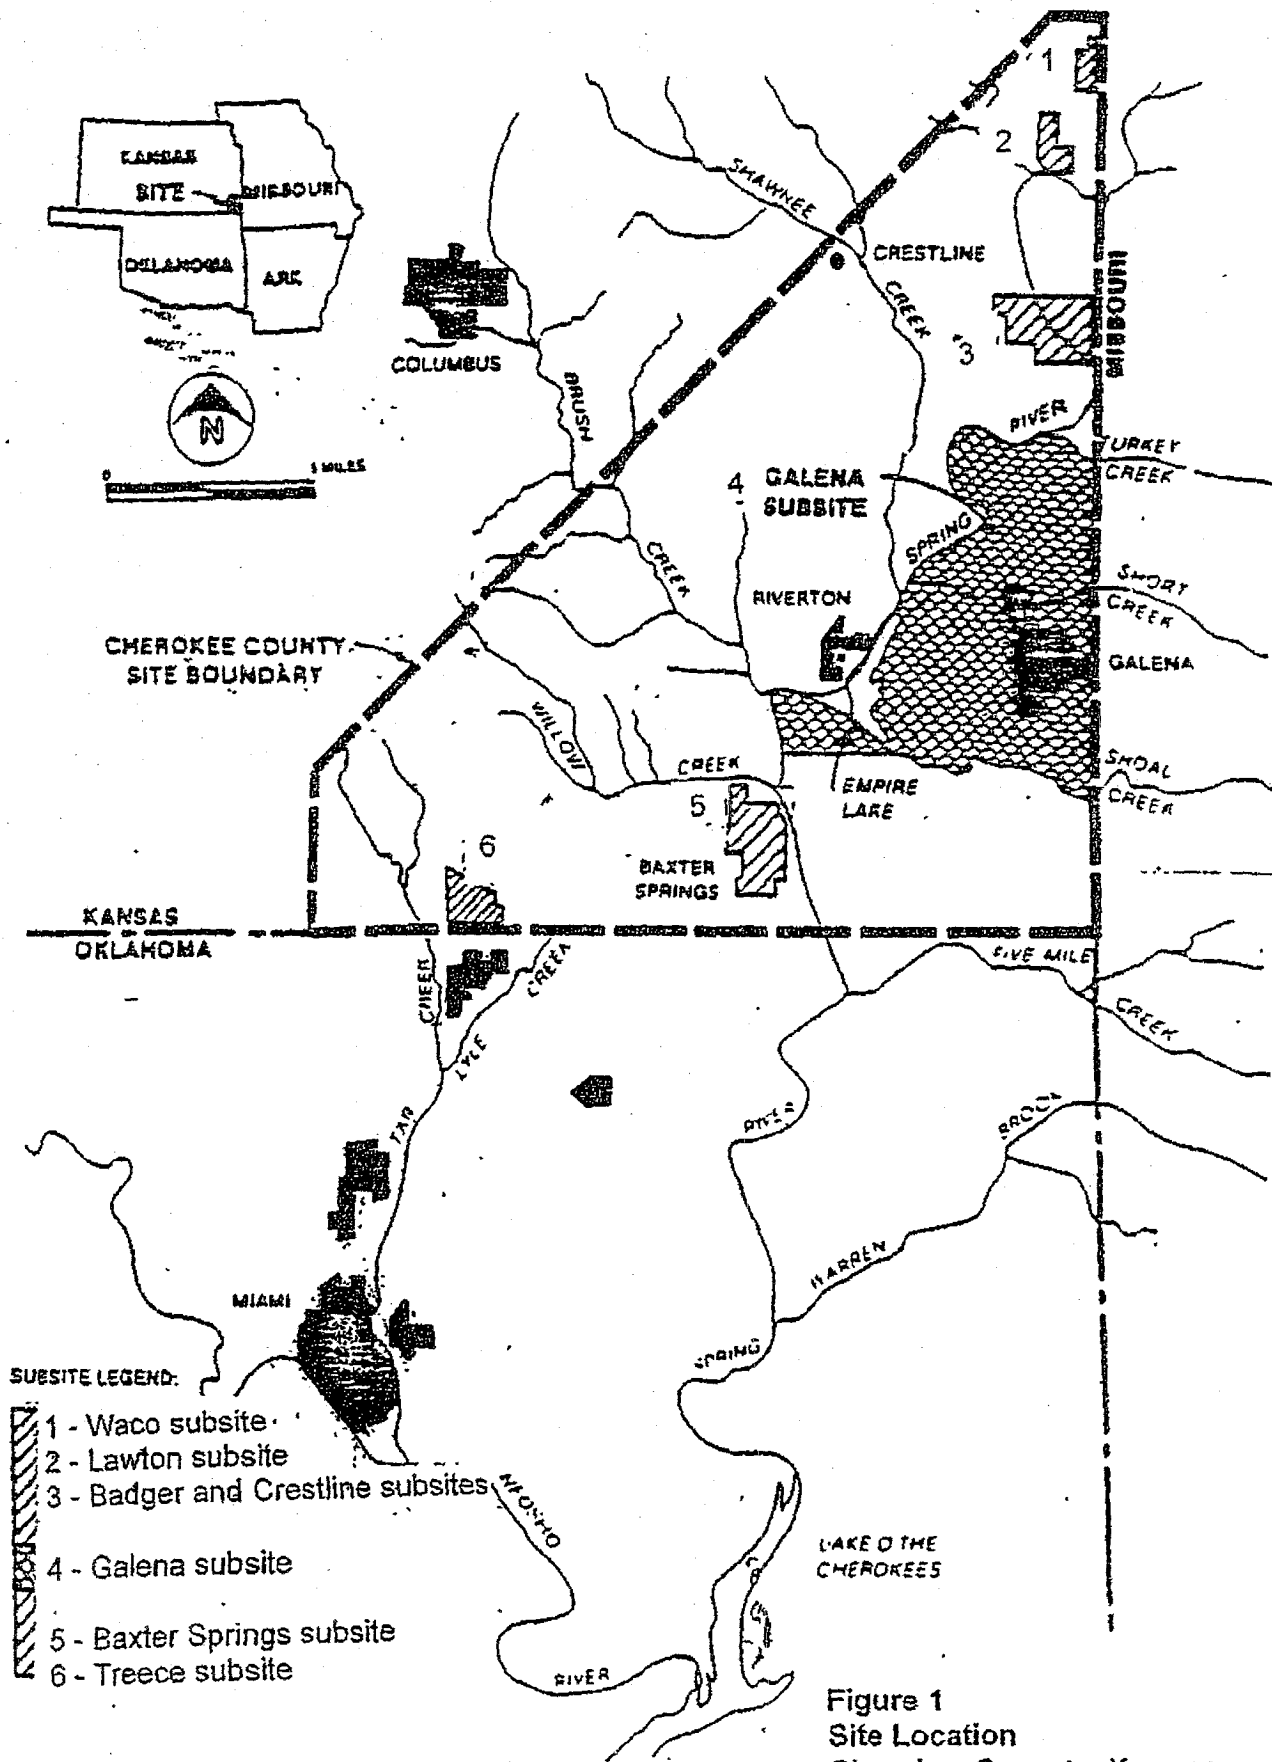 1
2
KANSAS
SITE
MISSOURI
OKLAHOMA
ARK
SHAWNEE
CREEK
CRESTLINE
COLUMBUS
N
0
5 MILES
BRUSH
CREEK
3
MISSOURI
RIVER
TURKEY
CREEK
4 GALENA
SUBSITE
SPRING
SHORT
CREEK
RIVERTON
GALENA
CHEROKEE COUNTY
SITE BOUNDARY
WILLOW
CREEK
SHOAL
CREEK
EMPIRE
LAKE
5
6
BAXTER
SPRINGS
KANSAS
OKLAHOMA
FIVE MILE
CREEK
CREEK
CREEK
LYLE
TAR
RIVER
BROOK
WARREN
MIAMI
SPRING
SUBSITE LEGEND:
1 - Waco subsite
2 - Lawton subsite
3 - Badger and Crestline subsites
4 - Galena subsite
5 - Baxter Springs subsite
6 - Treece subsite
NEOSHO
RIVER
LAKE O THE
CHEROKEES
Figure 1
Site Location